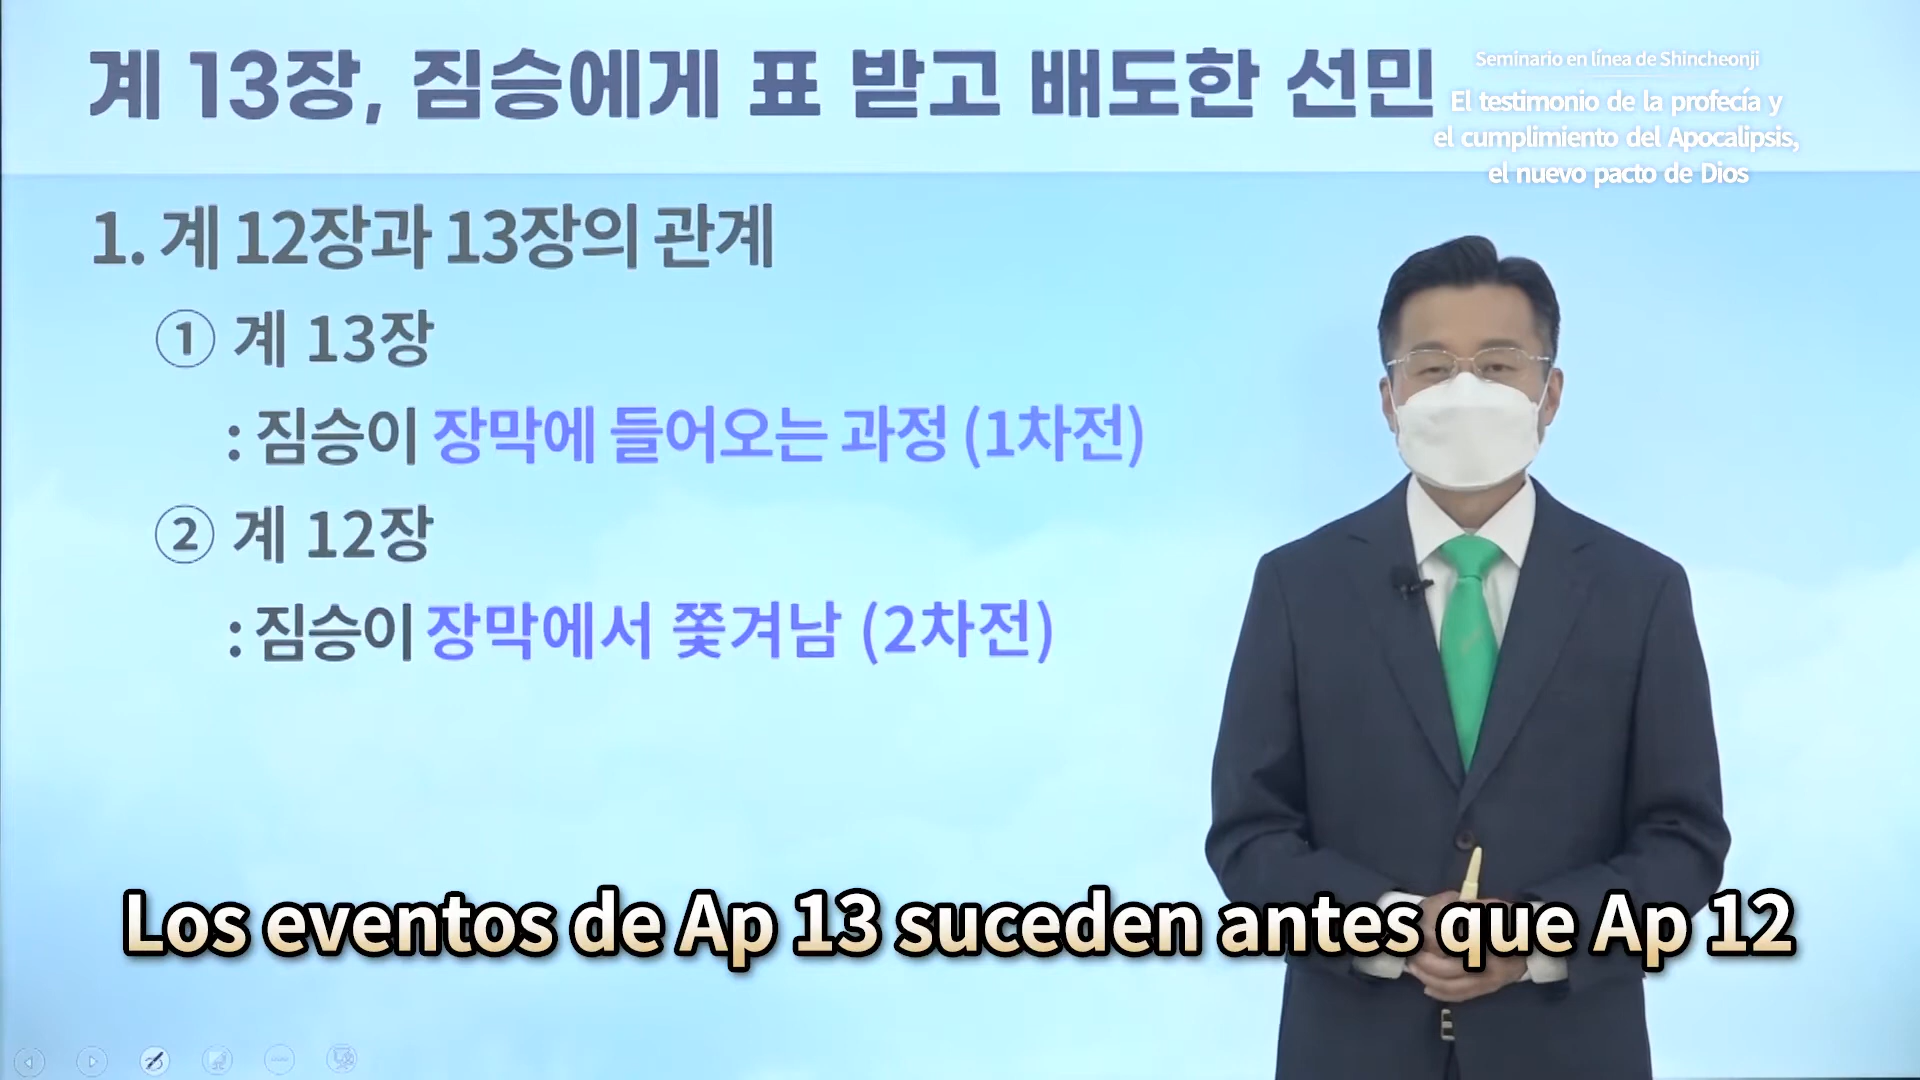 계 13장, 짐승에게 표 받고 배도한 선민
Seminario en línea de Shincheonji
El testimonio de la profecía y
el cumplimiento del Apocalipsis,
el nuevo pacto de Dios
1. 계 12장과 13장의 관계
① 계 13장
: 짐승이 장막에 들어오는 과정 (1차전)
② 계 12장
: 짐승이 장막에서 쫓겨남 (2차전)
Los eventos de Ap 13 suceden antes que Ap 12